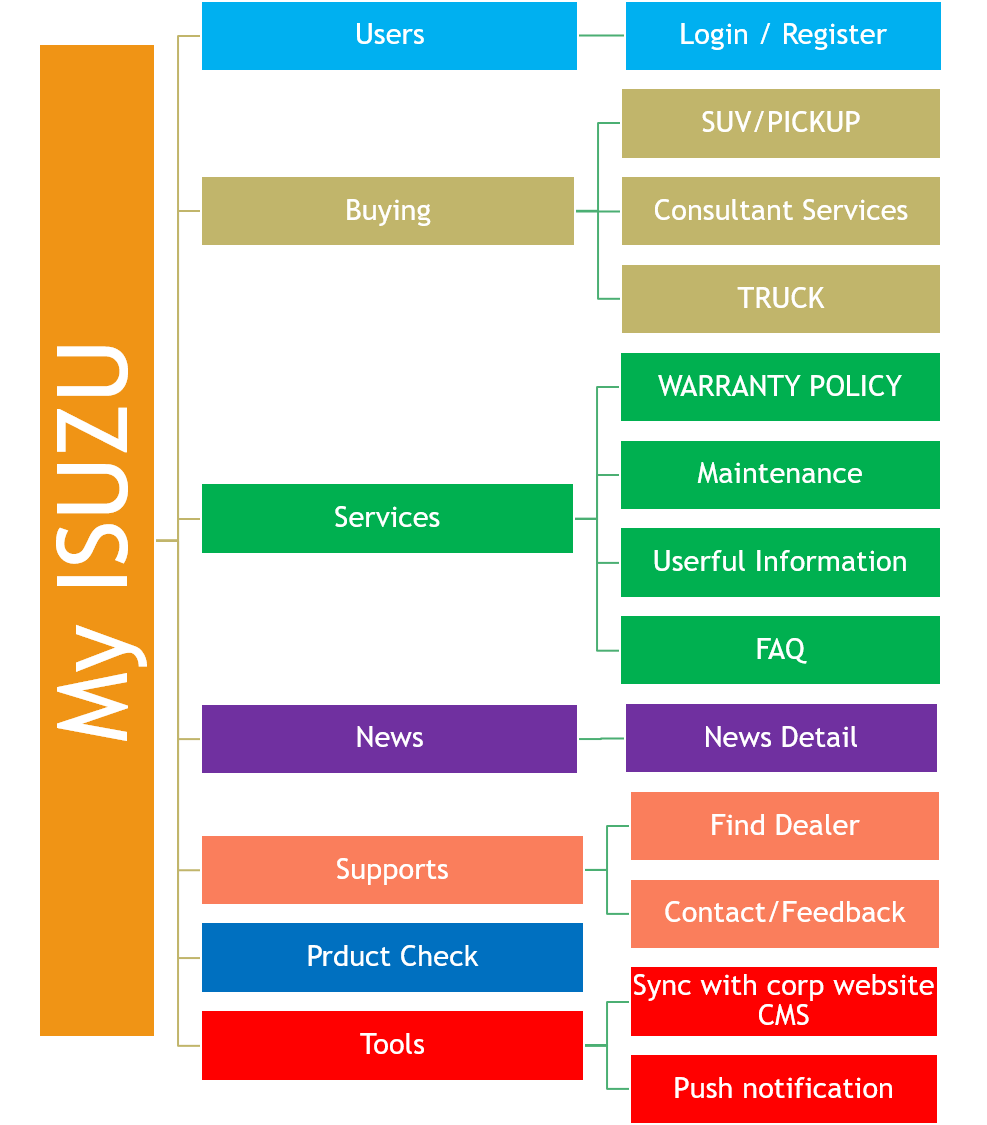 My ISUZU
Users
Login / Register
Buying
SUV/PICKUP
Consultant Services
TRUCK
Services
WARRANTY POLICY
Maintenance
Userful Information
FAQ
News
News Detail
Supports
Find Dealer
Contact/Feedback
Prduct Check
Tools
Sync with corp website
CMS
Push notification